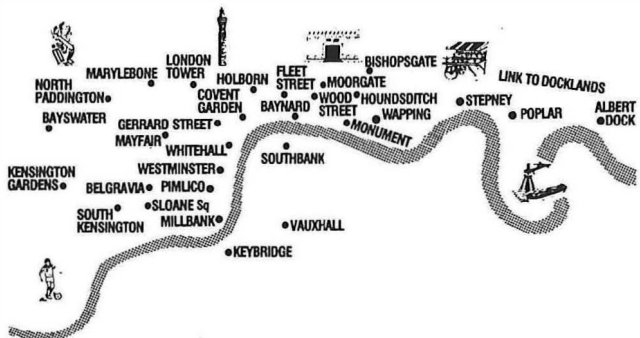 BISHOPSGATE
LONDON
TOWER
FLEET
STREET
MARYLEBONE
HOLBORN
MOORGATE
LINK TO DOCKLANDS
NORTH
PADDINGTON
COVENT
GARDEN
WOOD
STREET
HOUNDSDITCH
STEPNEY
BAYNARD
WAPPING
POPLAR
ALBERT
DOCK
BAYSWATER
GERRARD STREET
MONUMENT
MAYFAIR
WHITEHALL
SOUTHBANK
KENSINGTON
GARDENS
WESTMINSTER
BELGRAVIA
PIMLICO
SOUTH
KENSINGTON
SLOANE Sq
MILLBANK
VAUXHALL
KEYBRIDGE